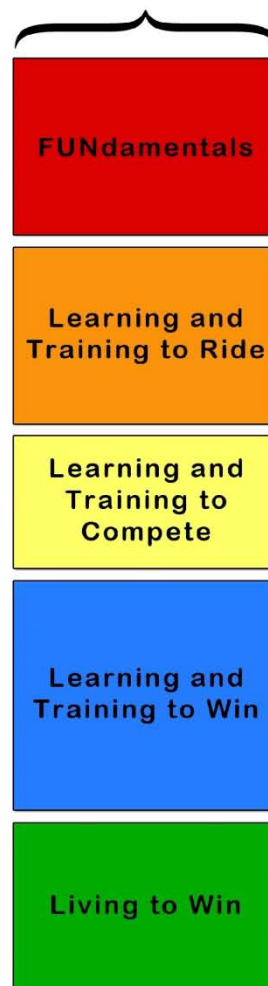 FUNdamentals
Learning and
Training to Ride
Learning and
Training to
Compete
Learning and
Training to Win
Living to Win